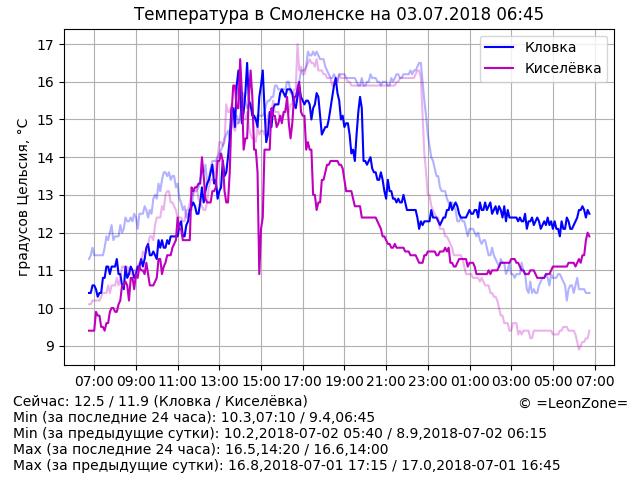 Температура в Смоленске на 03.07.2018 06:45
градусов Цельсия, °C
17
16
15
14
13
12
11
10
9
Кловка
Киселёвка
07:00 09:00 11:00 13:00 15:00 17:00 19:00 21:00 23:00 01:00 03:00 05:00 07:00
Сейчас: 12.5 / 11.9 (Кловка / Киселёвка)
© =LeonZone=
Min (за последние 24 часа): 10.3,07:10 / 9.4,06:45
Min (за предыдущие сутки): 10.2,2018-07-02 05:40 / 8.9,2018-07-02 06:15
Max (за последние 24 часа): 16.5,14:20 / 16.6,14:00
Max (за предыдущие сутки): 16.8,2018-07-01 17:15 / 17.0,2018-07-01 16:45